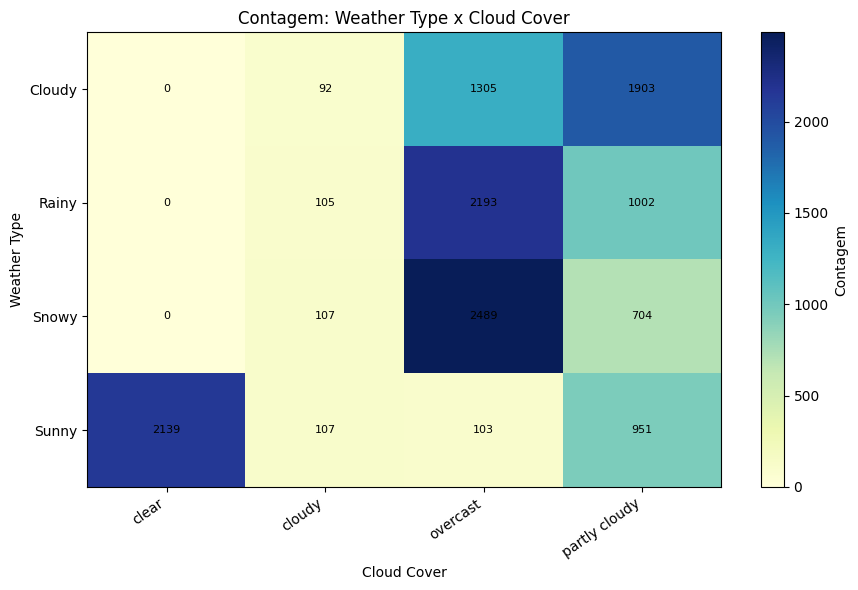 Contagem: Weather Type x Cloud Cover
Weather Type
Cloudy 0 92 1305 1903
Rainy 0 105 2193 1002
Snowy 0 107 2489 704
Sunny 2139 107 103 951
clear cloudy overcast partly cloudy
Cloud Cover
2000
1500
1000
500
0
Contagem